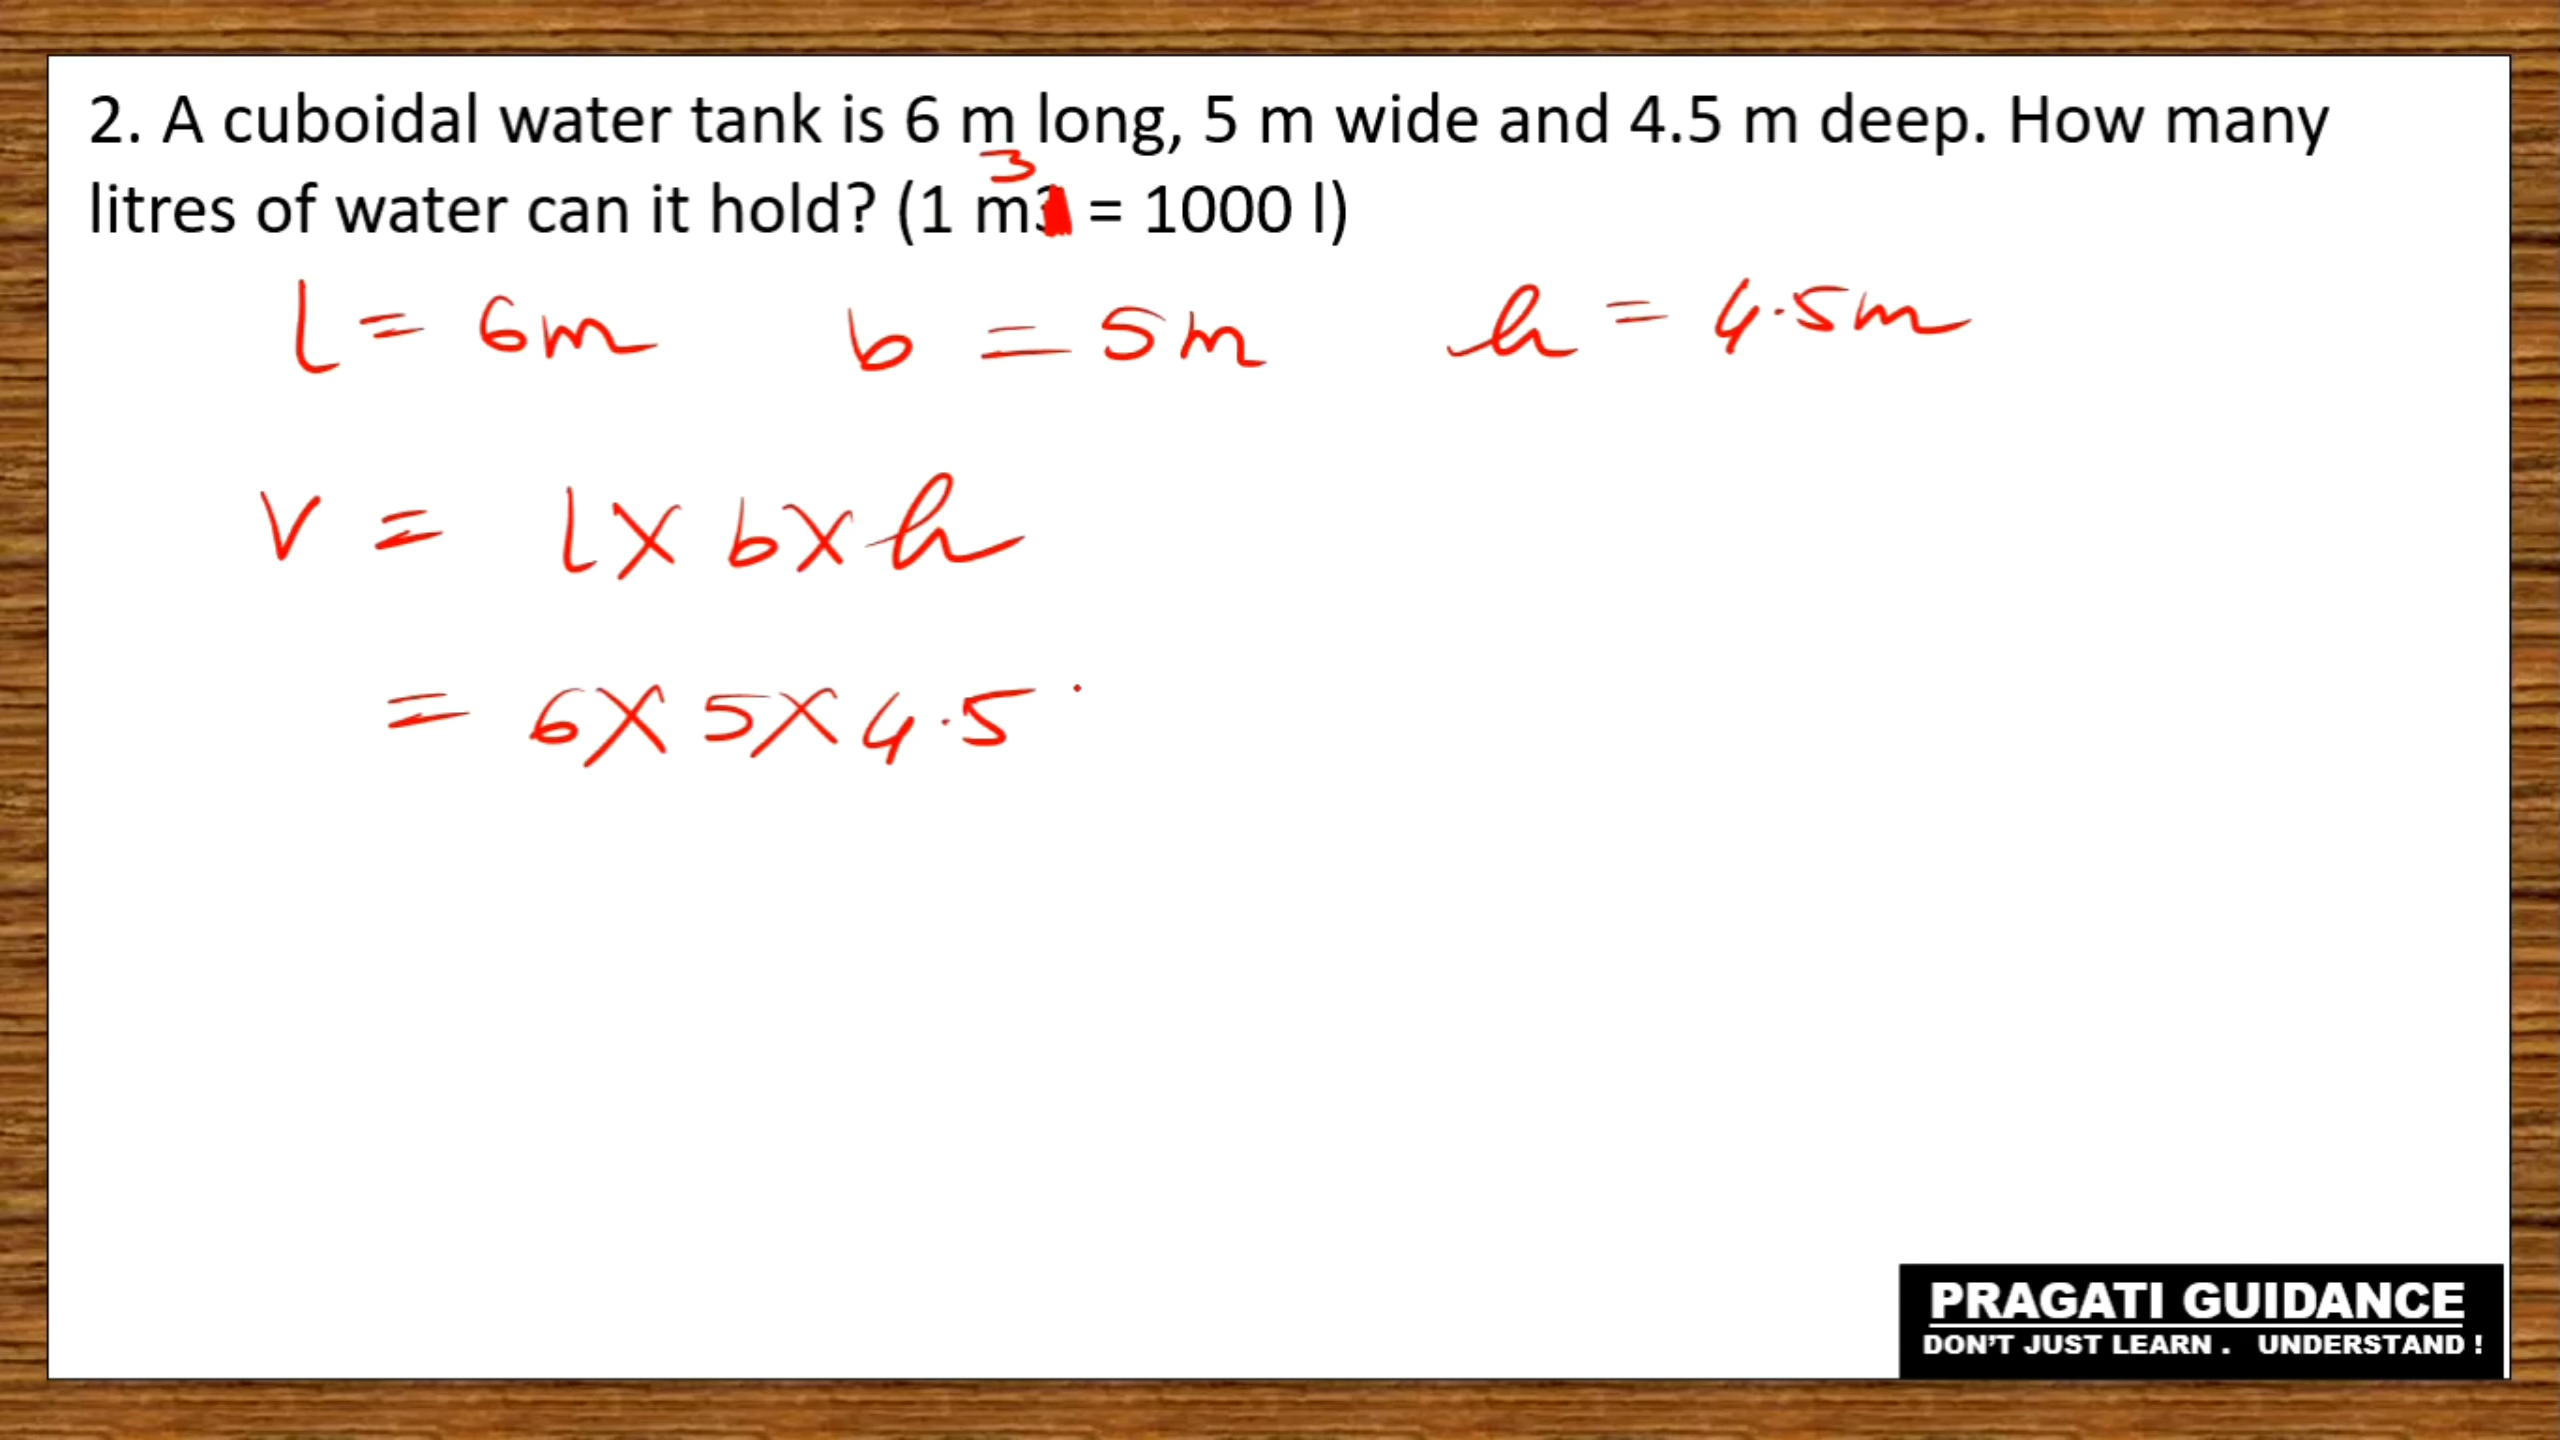 2. A cuboidal water tank is 6 m long, 5 m wide and 4.5 m deep. How many
litres of water can it hold? (1 m³ = 1000 l)
l = 6m b = 5m h = 4.5m
V = l X b X h
= 6 X 5 X 4.5
PRAGATI GUIDANCE
DON'T JUST LEARN . UNDERSTAND !